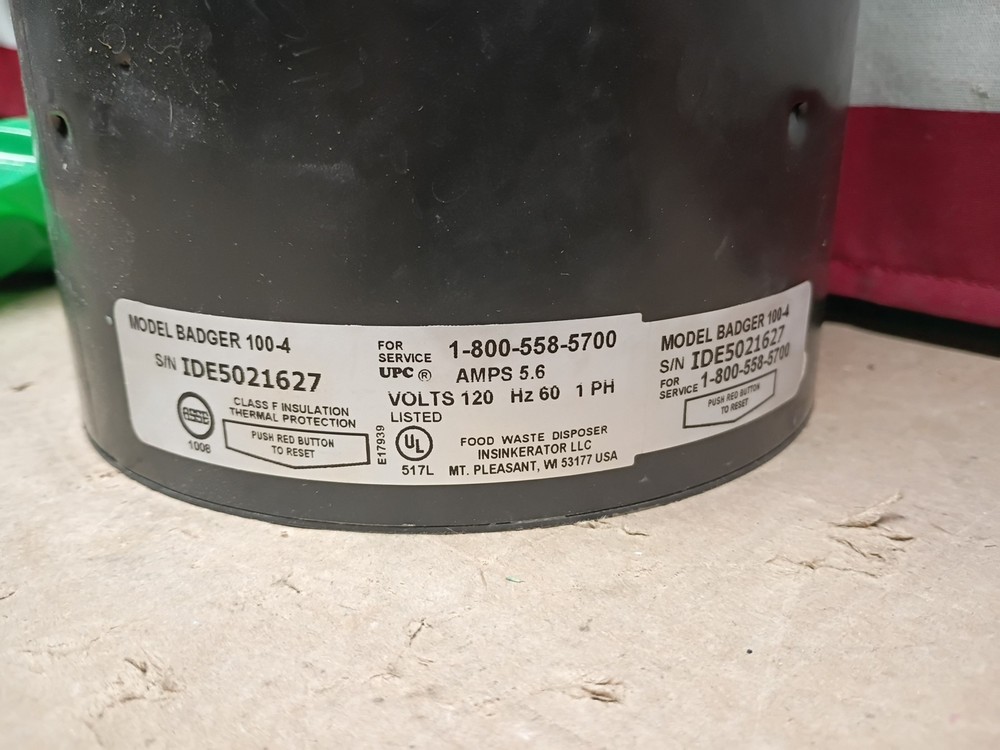 MODEL BADGER 100-4
S/N IDE5021627
ASSE
1008
CLASS F INSULATION
THERMAL PROTECTION
PUSH RED BUTTON
TO RESET
FOR
SERVICE 1-800-558-5700
UPC ® AMPS 5.6
VOLTS 120 Hz 60 1 PH
LISTED
E17939
UL
517L
FOOD WASTE DISPOSER
INSINKERATOR LLC
MT. PLEASANT, WI 53177 USA
MODEL BADGER 100-4
S/N IDE5021627
FOR
SERVICE 1-800-558-5700
PUSH RED BUTTON
TO RESET